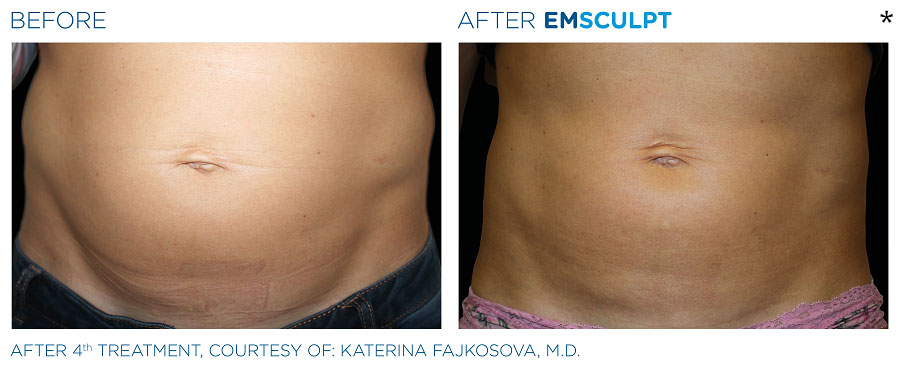 BEFORE
AFTER EMSCULPT *
AFTER 4th TREATMENT, COURTESY OF: KATERINA FAJKOSOVA, M.D.